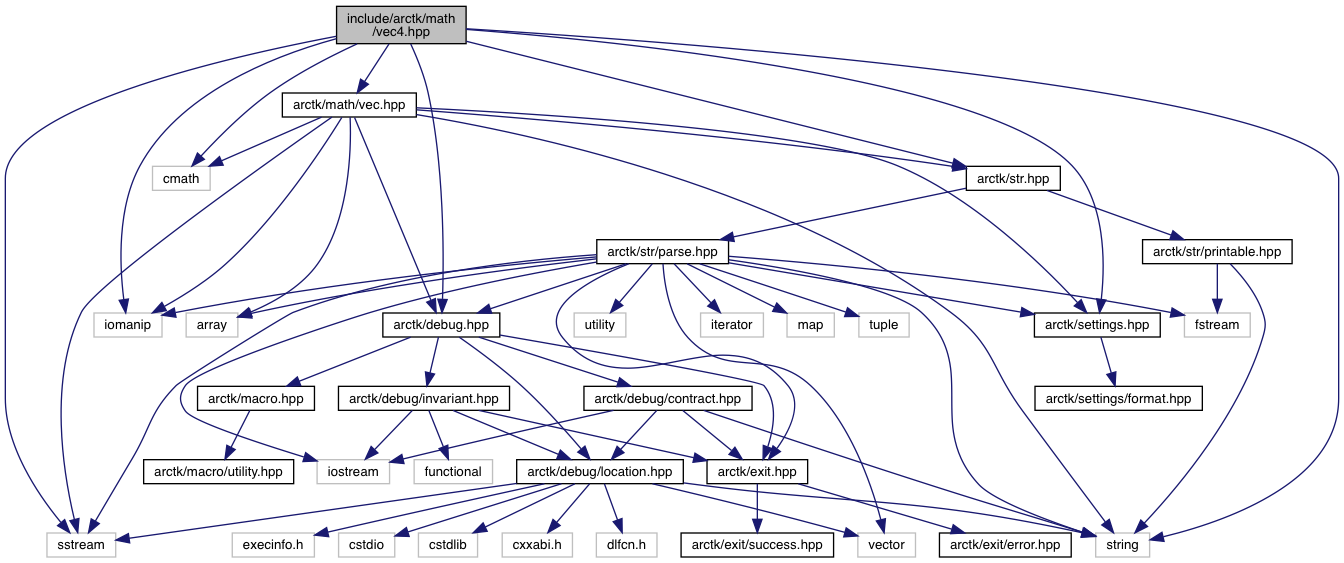 include/arctk/math
/vec4.hpp
arctk/math/vec.hpp
cmath
arctk/str.hpp
arctk/str/parse.hpp
arctk/str/printable.hpp
iomanip
array
arctk/debug.hpp
utility
iterator
map
tuple
arctk/settings.hpp
fstream
arctk/macro.hpp
arctk/debug/invariant.hpp
arctk/debug/contract.hpp
arctk/settings/format.hpp
arctk/macro/utility.hpp
iostream
functional
arctk/debug/location.hpp
arctk/exit.hpp
sstream
execinfo.h
cstdio
cstdlib
cxxabi.h
dlfcn.h
arctk/exit/success.hpp
vector
arctk/exit/error.hpp
string